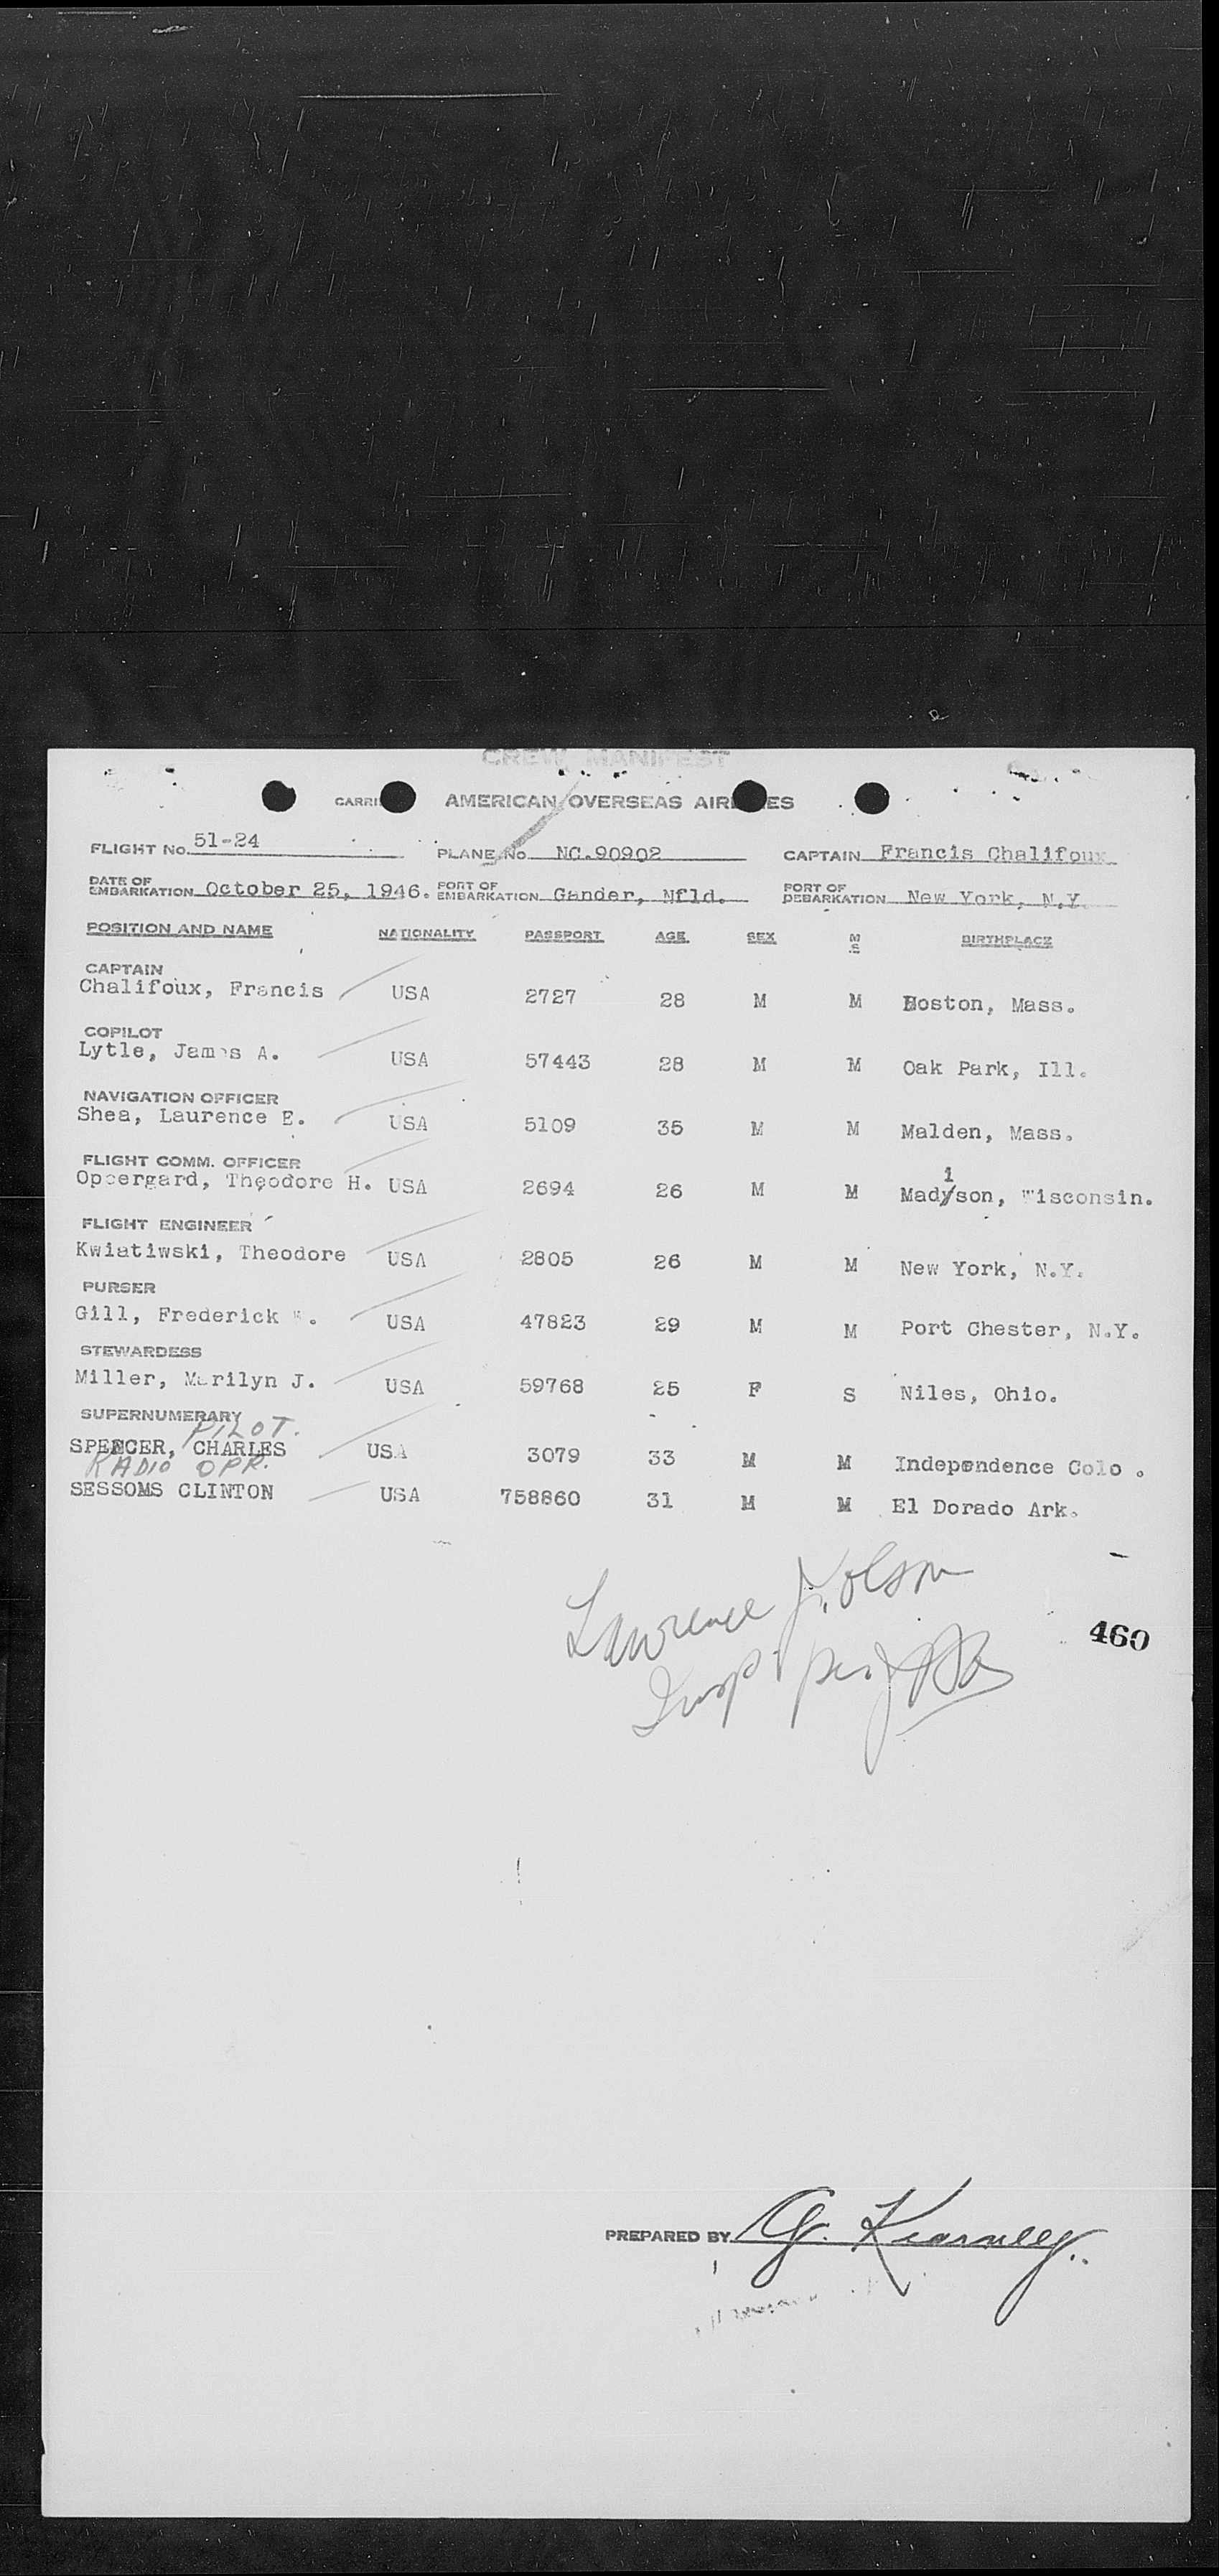 CREW MANIFEST
AMERICAN OVERSEAS AIRLINES
FLIGHT No. 51-24 PLANE No. NC.90902 CAPTAIN Francis Chalifoux
DATE OF EMBARKATION October 25, 1946. PORT OF EMBARKATION Gander, Nfld. PORT OF DEBARKATION New York, N.Y.
POSITION AND NAME NATIONALITY PASSPORT AGE SEX M S BIRTHPLACE
CAPTAIN
Chalifoux, Francis USA 2727 28 M M Boston, Mass.
COPILOT
Lytle, James A. USA 57443 28 M M Oak Park, Ill.
NAVIGATION OFFICER
Shea, Laurence E. USA 5109 35 M M Malden, Mass.
FLIGHT COMM. OFFICER
Theodore H. USA 2694 26 M M Madison, Wisconsin.
FLIGHT ENGINEER
Kwiatiwski, Theodore USA 2805 26 M M New York, N.Y.
PURSER
Gill, Frederick W. USA 47823 29 M M Port Chester, N.Y.
STEWARDESS
Miller, Marilyn J. USA 59768 25 F S Niles, Ohio.
SUPERNUMERARY
PILOT.
SPENCER, CHARLES USA 3079 33 M M Independence Colo .
RADIO OPR.
SESSOMS CLINTON USA 758860 31 M M El Dorado Ark.
Lawrence J. Olson
460
Insp
PREPARED BY G. Kearney.